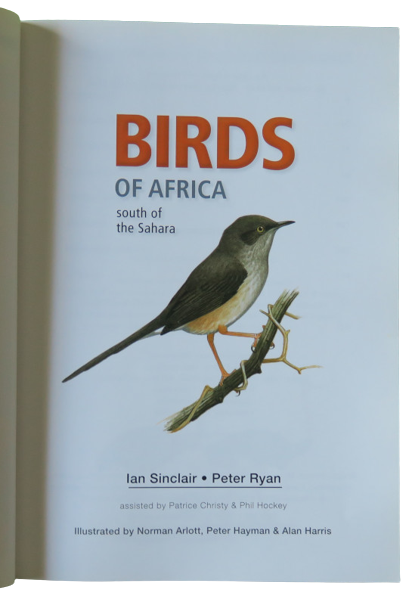 BIRDS
OF AFRICA
south of
the Sahara
Ian Sinclair • Peter Ryan
assisted by Patrice Christy & Phil Hockey
Illustrated by Norman Arlott, Peter Hayman & Alan Harris